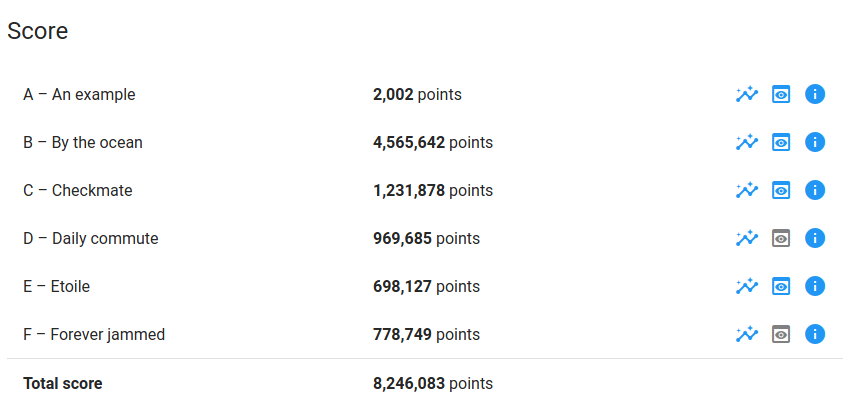 Score
A – An example 2,002 points
B – By the ocean 4,565,642 points
C – Checkmate 1,231,878 points
D – Daily commute 969,685 points
E – Etoile 698,127 points
F – Forever jammed 778,749 points
Total score 8,246,083 points